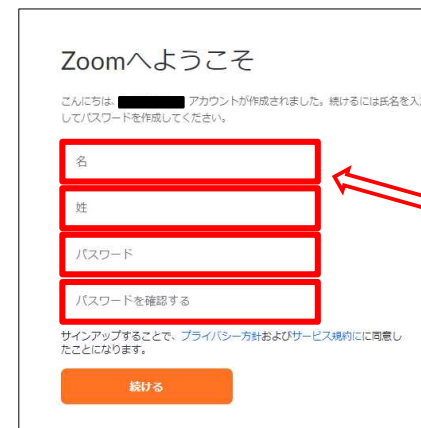 Zoomへようこそ
こんにちは、 アカウントが作成されました。続けるには氏名を入
してパスワードを作成してください。
名
姓
パスワード
パスワードを確認する
サインアップすることで、プライバシー方針およびサービス規約にに同意し
たことになります。
続ける